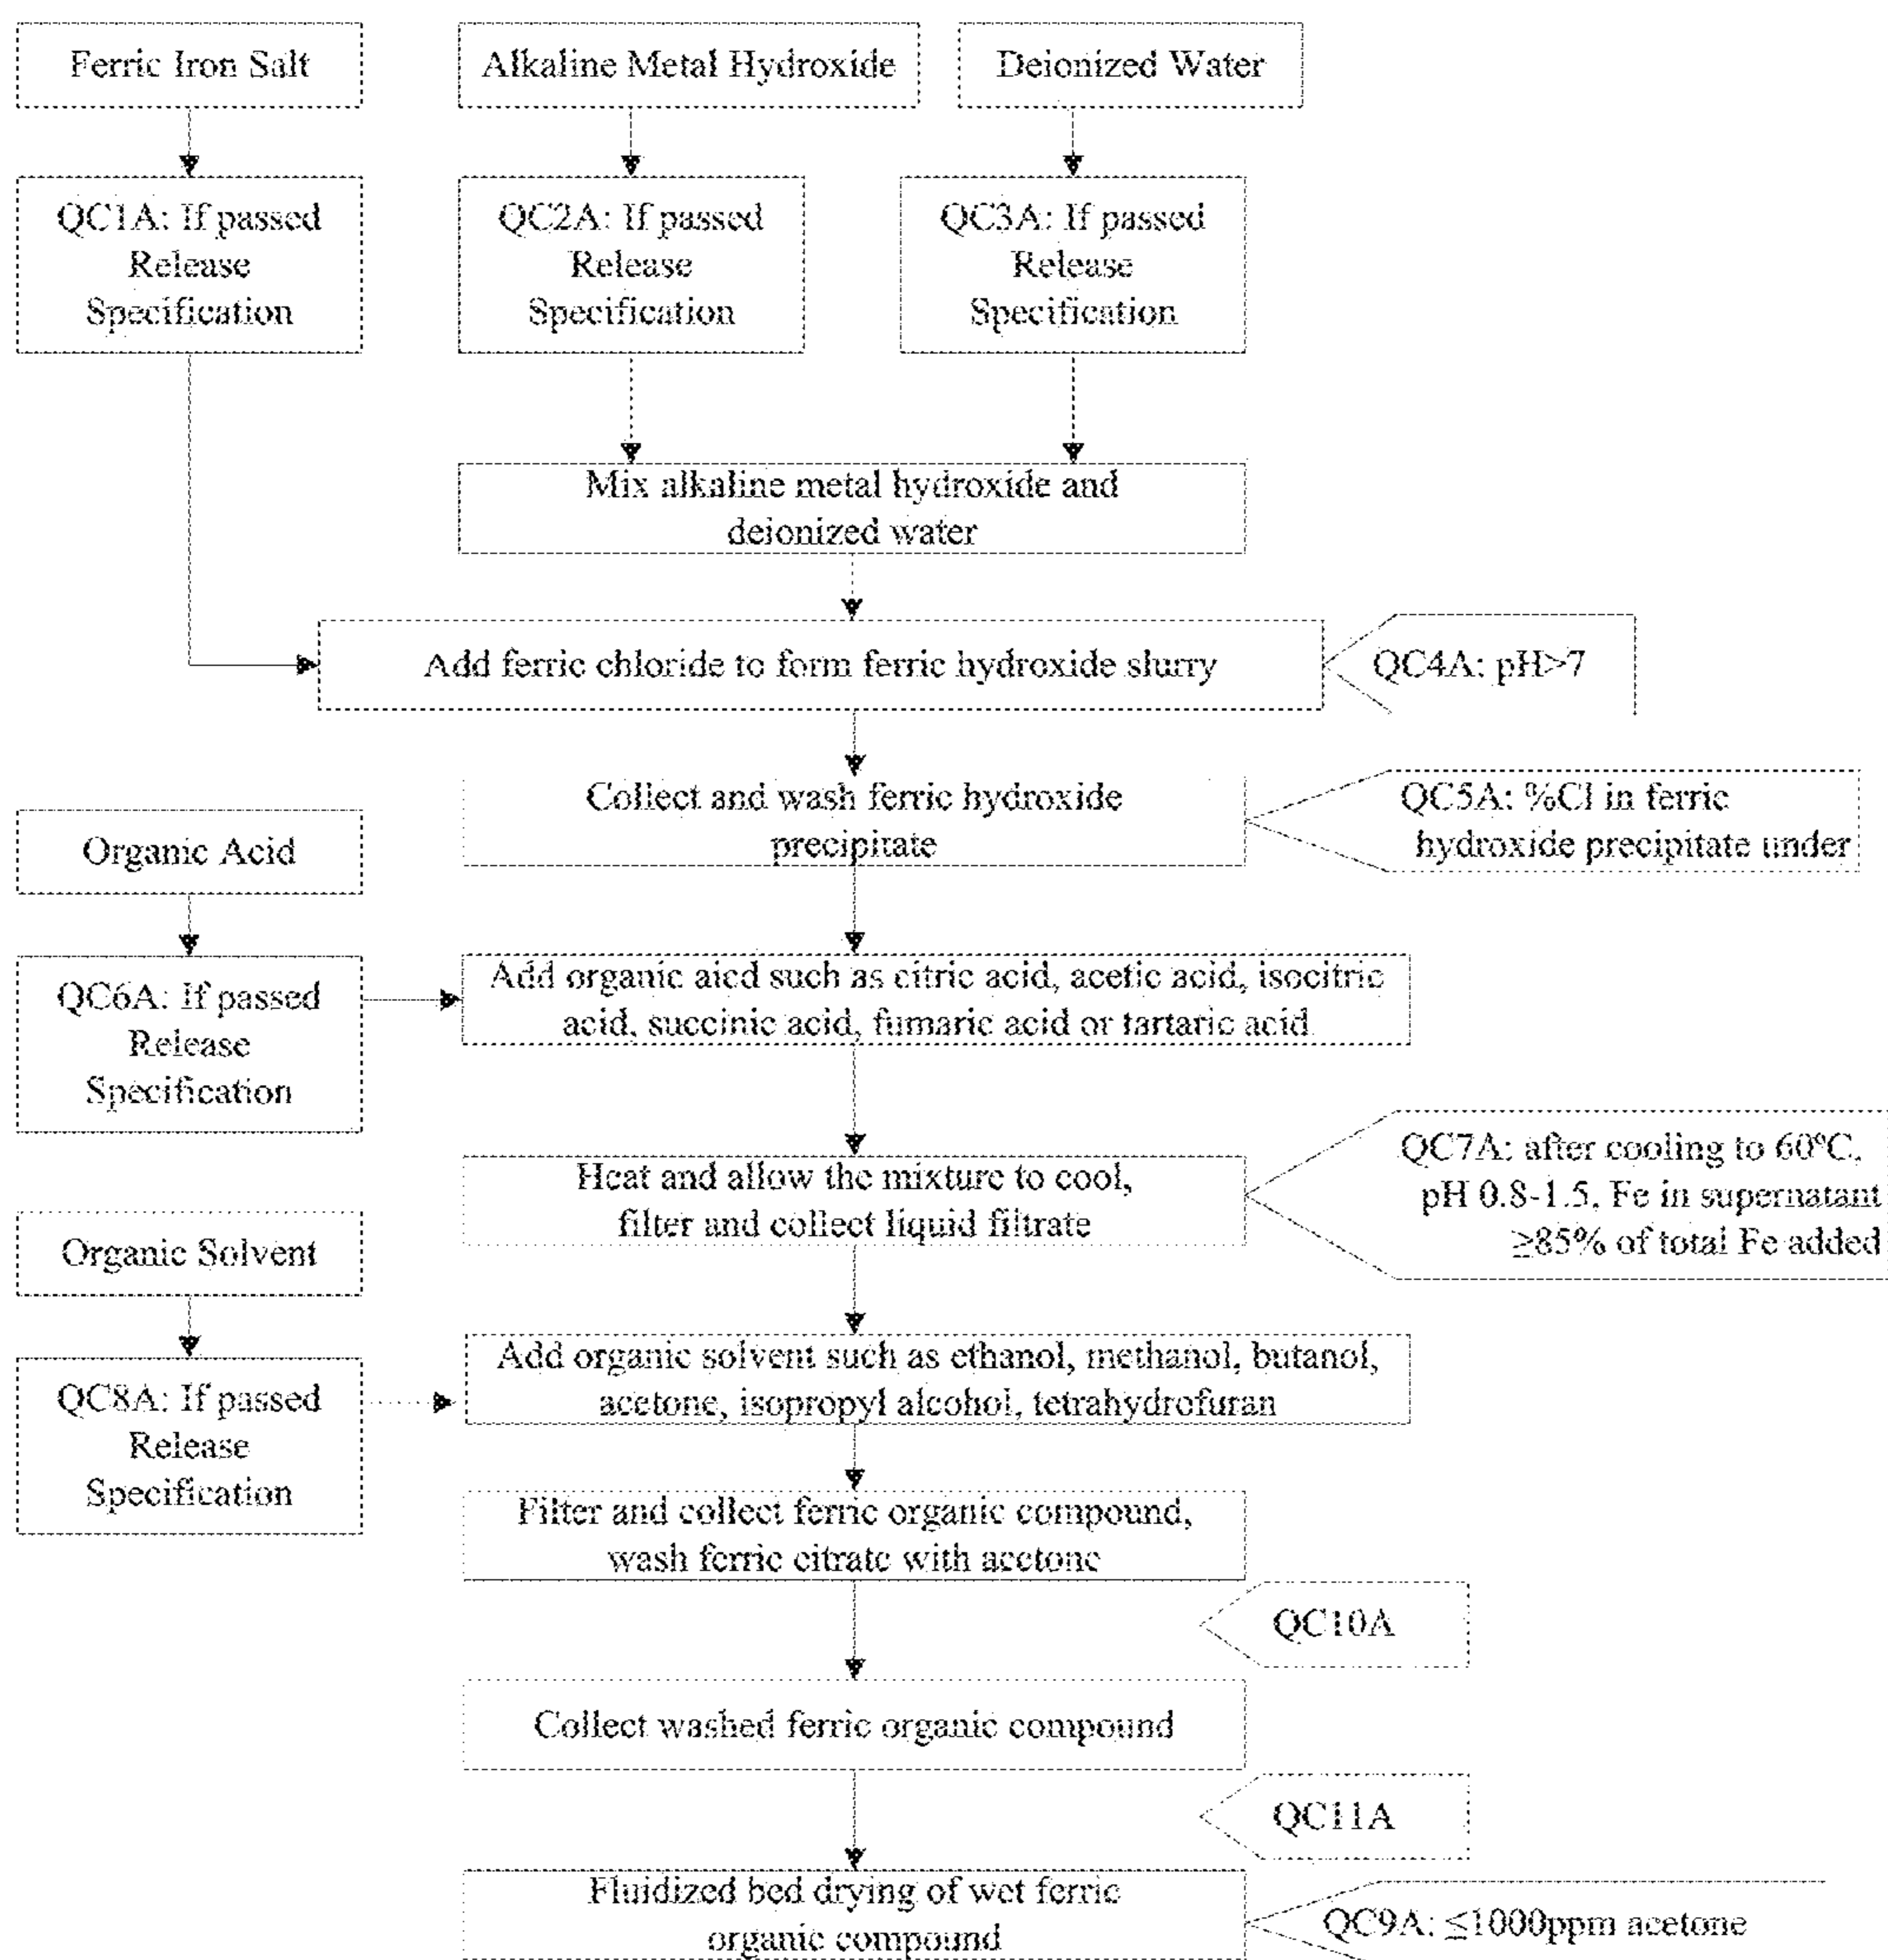 Ferric Iron Salt
Alkaline Metal Hydroxide
Deionized Water
QC1A: If passed
Release
Specification
QC2A: If passed
Release
Specification
QC3A: If passed
Release
Specification
Mix alkaline metal hydroxide and
deionized water
Add ferric chloride to form ferric hydroxide slurry
QC4A: pH>7
Collect and wash ferric hydroxide
precipitate
QC5A: %Cl in ferric
hydroxide precipitate under
Organic Acid
QC6A: If passed
Release
Specification
Add organic aicd such as citric acid, acetic acid, isocitric
acid, succinic acid, fumaric acid or tartaric acid
Heat and allow the mixture to cool,
filter and collect liquid filtrate
QC7A: after cooling to 60ºC,
pH 0.8-1.5, Fe in supernatant
≥85% of total Fe added
Organic Solvent
QC8A: If passed
Release
Specification
Add organic solvent such as ethanol, methanol, butanol,
acetone, isopropyl alcohol, tetrahydrofuran
Filter and collect ferric organic compound,
wash ferric citrate with acetone
QC10A
Collect washed ferric organic compound
QC11A
Fluidized bed drying of wet ferric
organic compound
QC9A: ≤1000ppm acetone